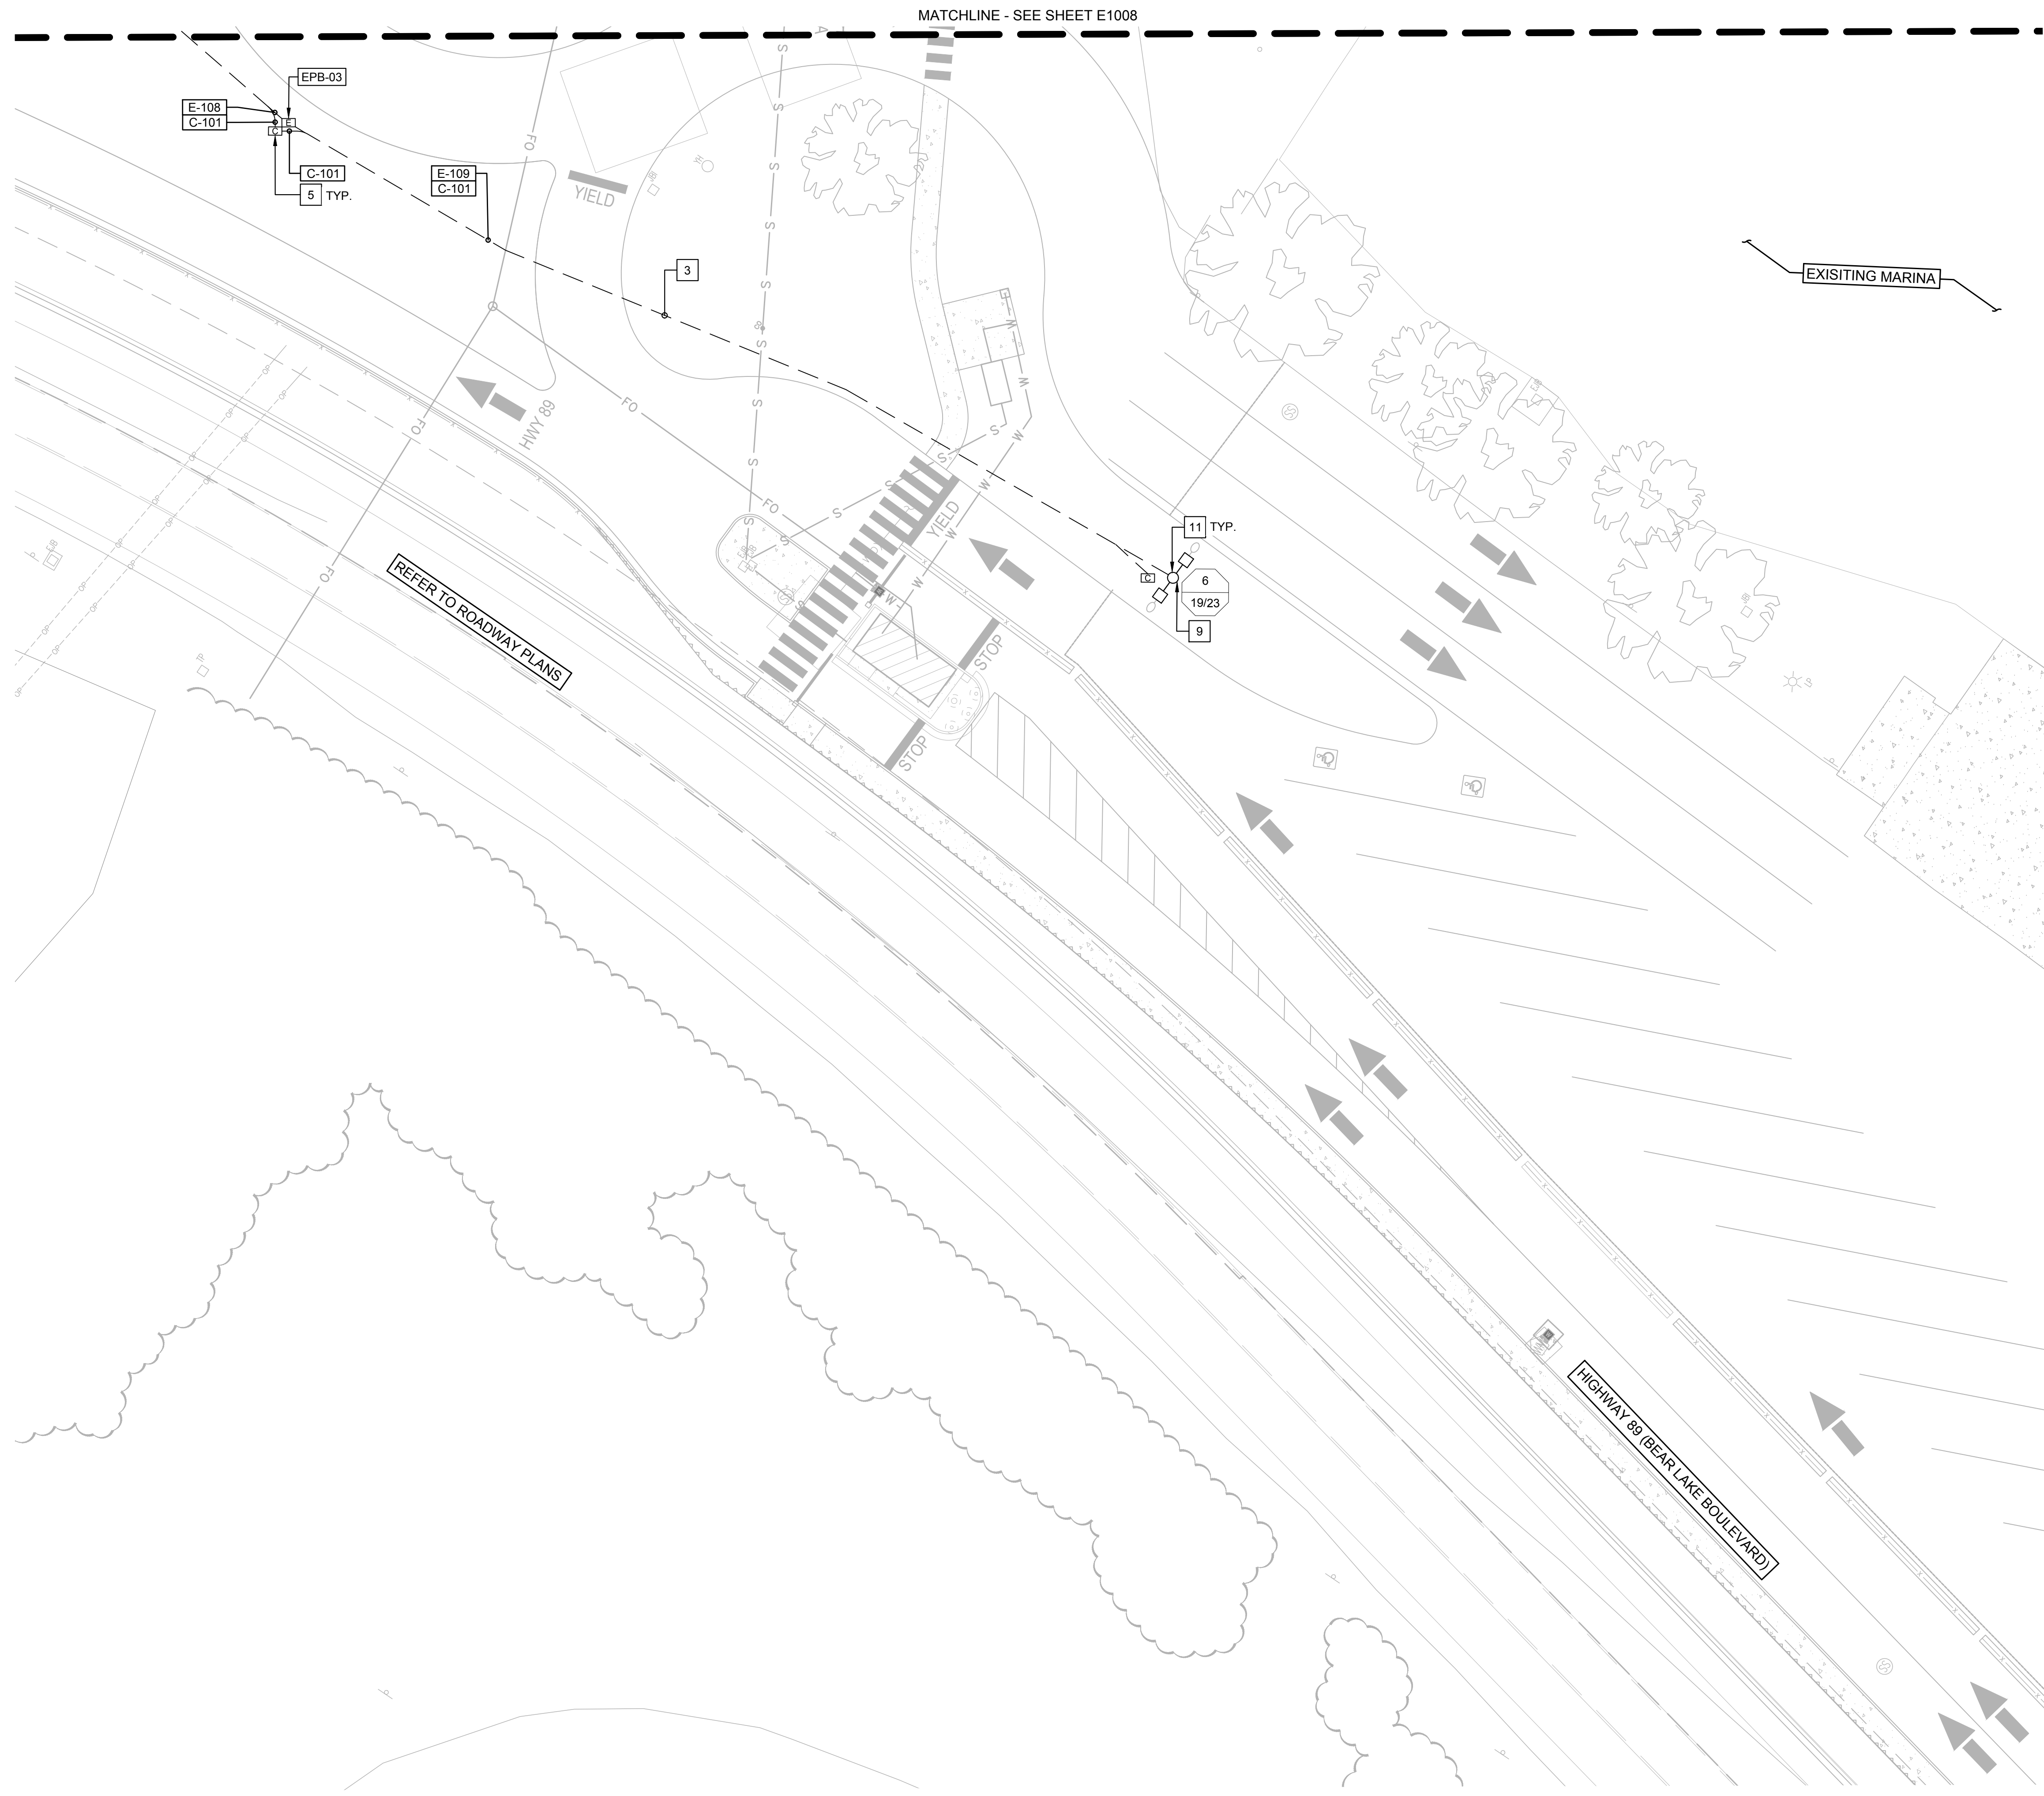 MATCHLINE - SEE SHEET E1008
EPB-03
E-108
C-101
E
C
C-101
5 TYP.
E-109
C-101
FO
YIELD
S
S
S
S
S
S
S
S
S
3
EXISITING MARINA
HWY 89
FO
FO
FO
FO
W
W
W
W
W
W
W
S
S
S
S
S
S
YIELD
11 TYP.
C
6
19/23
9
SS
REFER TO ROADWAY PLANS
STOP
STOP
HIGHWAY 89 (BEAR LAKE BOULEVARD)
SS